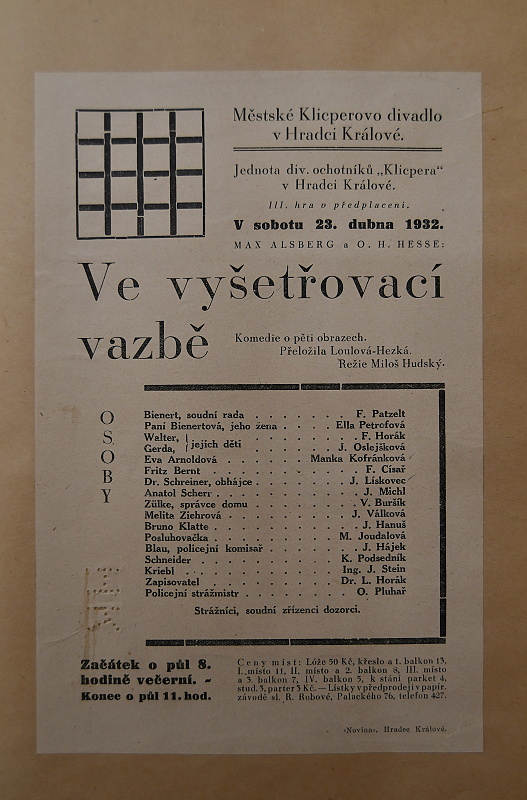 Městské Klicperovo divadlo
v Hradci Králové.
Jednota div. ochotníků „Klicpera“
v Hradci Králové.
III. hra v předplacení.
V sobotu 23. dubna 1932.
MAX ALSBERG a O. H. HESSE:
Ve vyšetřovací
vazbě
Komedie o pěti obrazech.
Přeložila Loulová-Hezká.
Režie Miloš Hudský.
OSOBY
Bienert, soudní rada . . . . . . . F. Patzelt
Paní Bienertová, jeho žena . . . . . Ella Petrofová
Walter, } jejich děti . . . . . . . F. Horák
Gerda, . . . . . . . J. Oslejšková
Eva Arnoldová . . . . . . . Manka Kofránková
Fritz Bernt . . . . . . . F. Císař
Dr. Schreiner, obhájce . . . . . . . J. Lískovec
Anatol Scherr . . . . . . . J. Michl
Zülke, správce domu . . . . . . . V. Buršík
Melita Ziehrová . . . . . . . J. Válková
Bruno Klatte . . . . . . . J. Hanuš
Posluhovačka . . . . . . . M. Joudalová
Blau, policejní komisař . . . . . . . J. Hájek
Schneider . . . . . . . K. Podsedník
Kriebl . . . . . . . Ing. J. Stein
Zapisovatel . . . . . . . Dr. L. Horák
Policejní strážmistr . . . . . . . O. Pluhař
Strážníci, soudní zřízenci dozorci.
Začátek o půl 8.
hodině večerní. -
Konec o půl 11. hod.
Ceny míst: Lóže 50 Kč, křeslo a 1. balkon 13,
I. místo 11, II. místo a 2. balkon 8, III. místo
a 3. balkon 7, IV. balkon 5, k stání parket 4,
stud. 3, parter 3 Kč. — Lístky v předprodeji v papír.
závodě sl. R. Robové, Palackého 76, telefon 427.
›Novina‹, Hradec Králové.